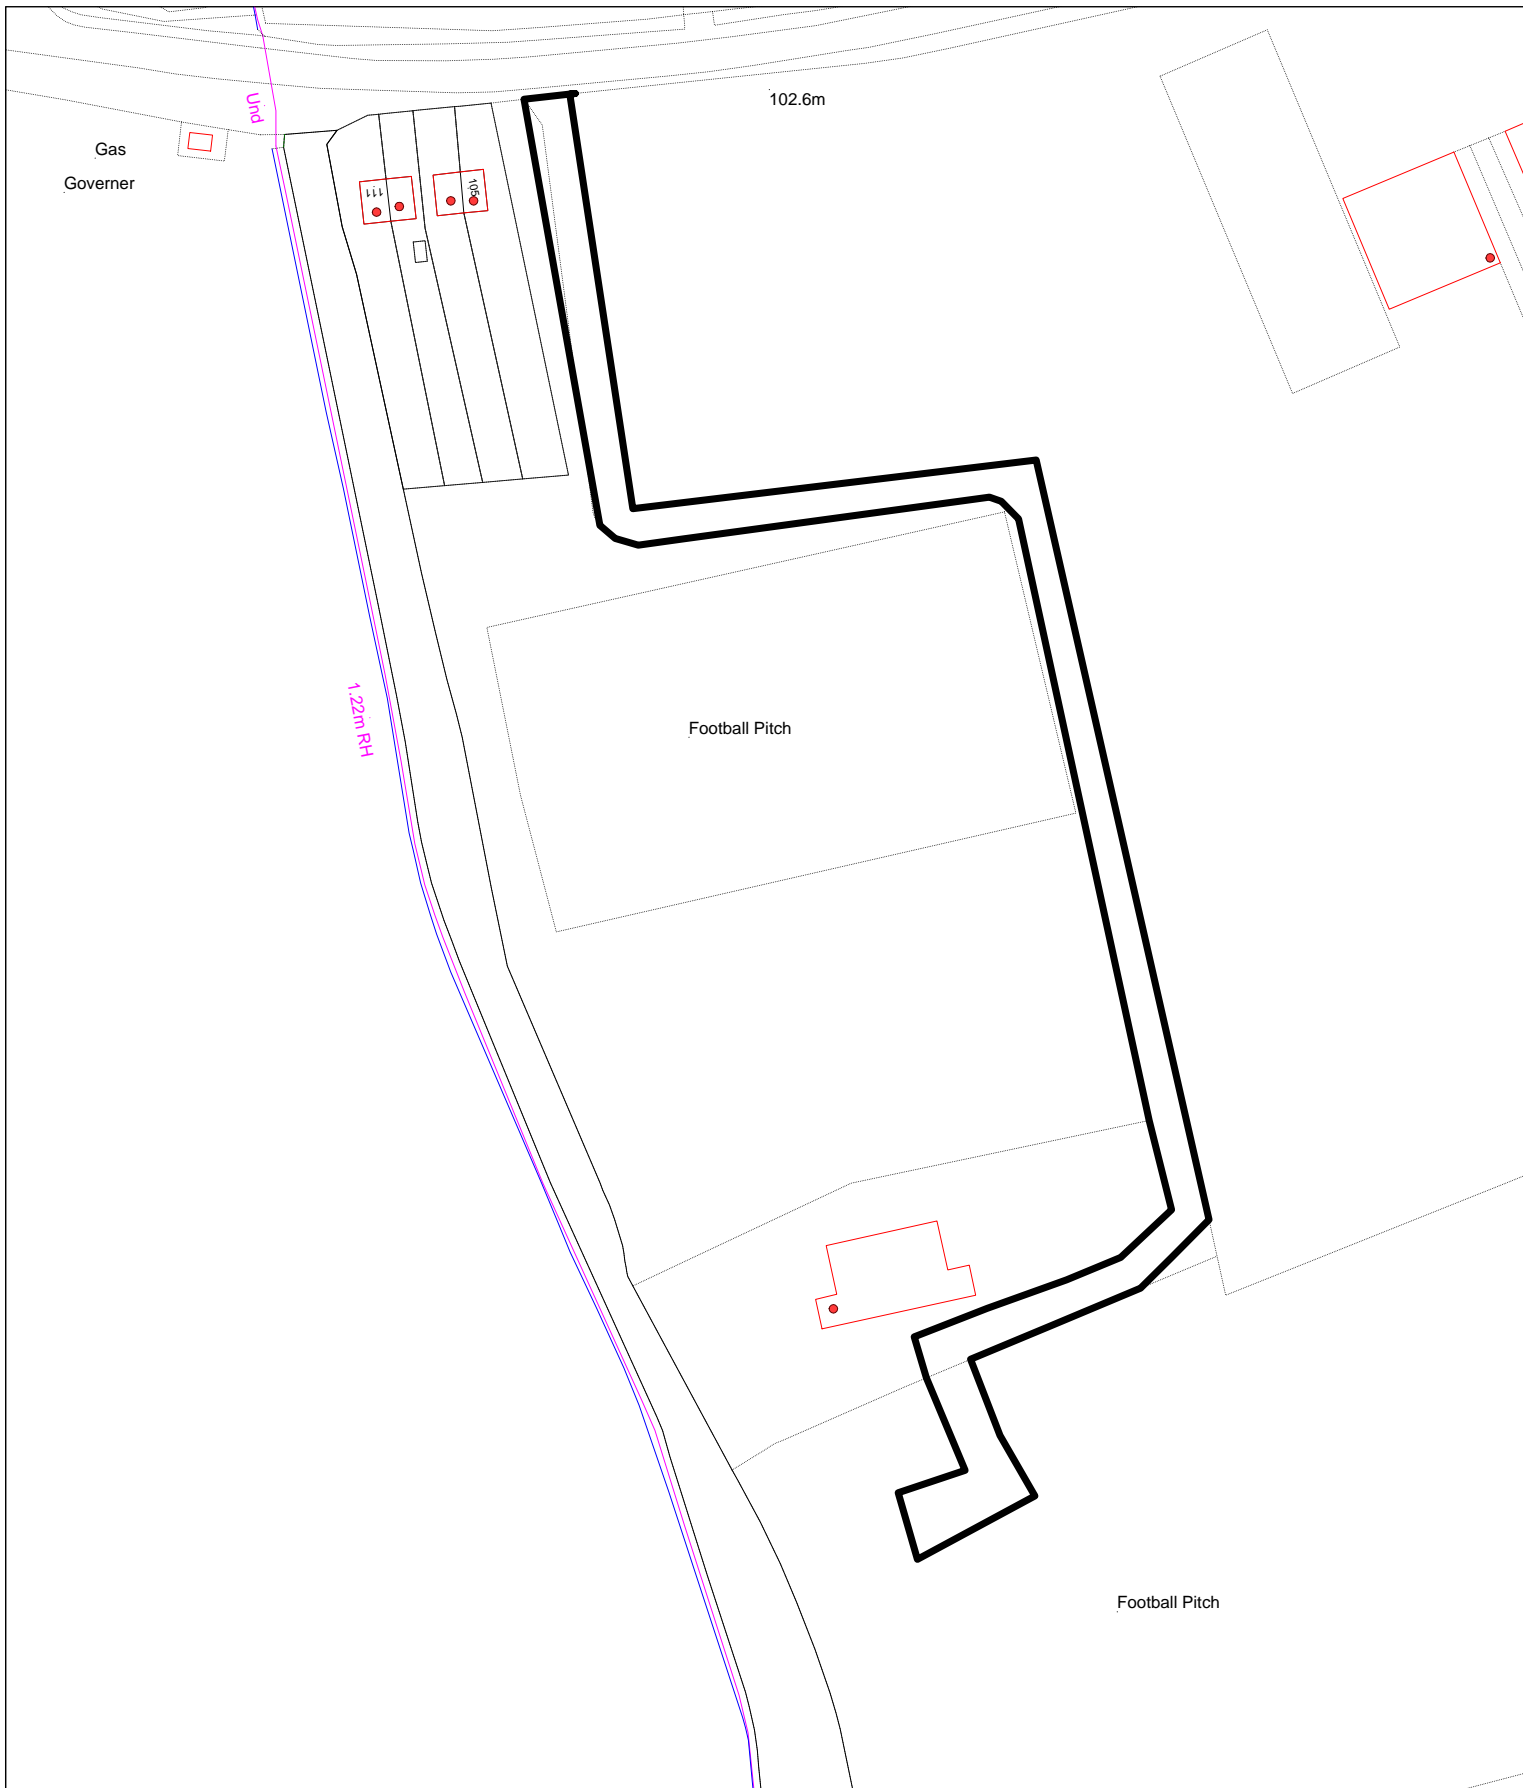 Und
102.6m
Gas
Governer
111
105
1.22m RH
Football Pitch
Football Pitch